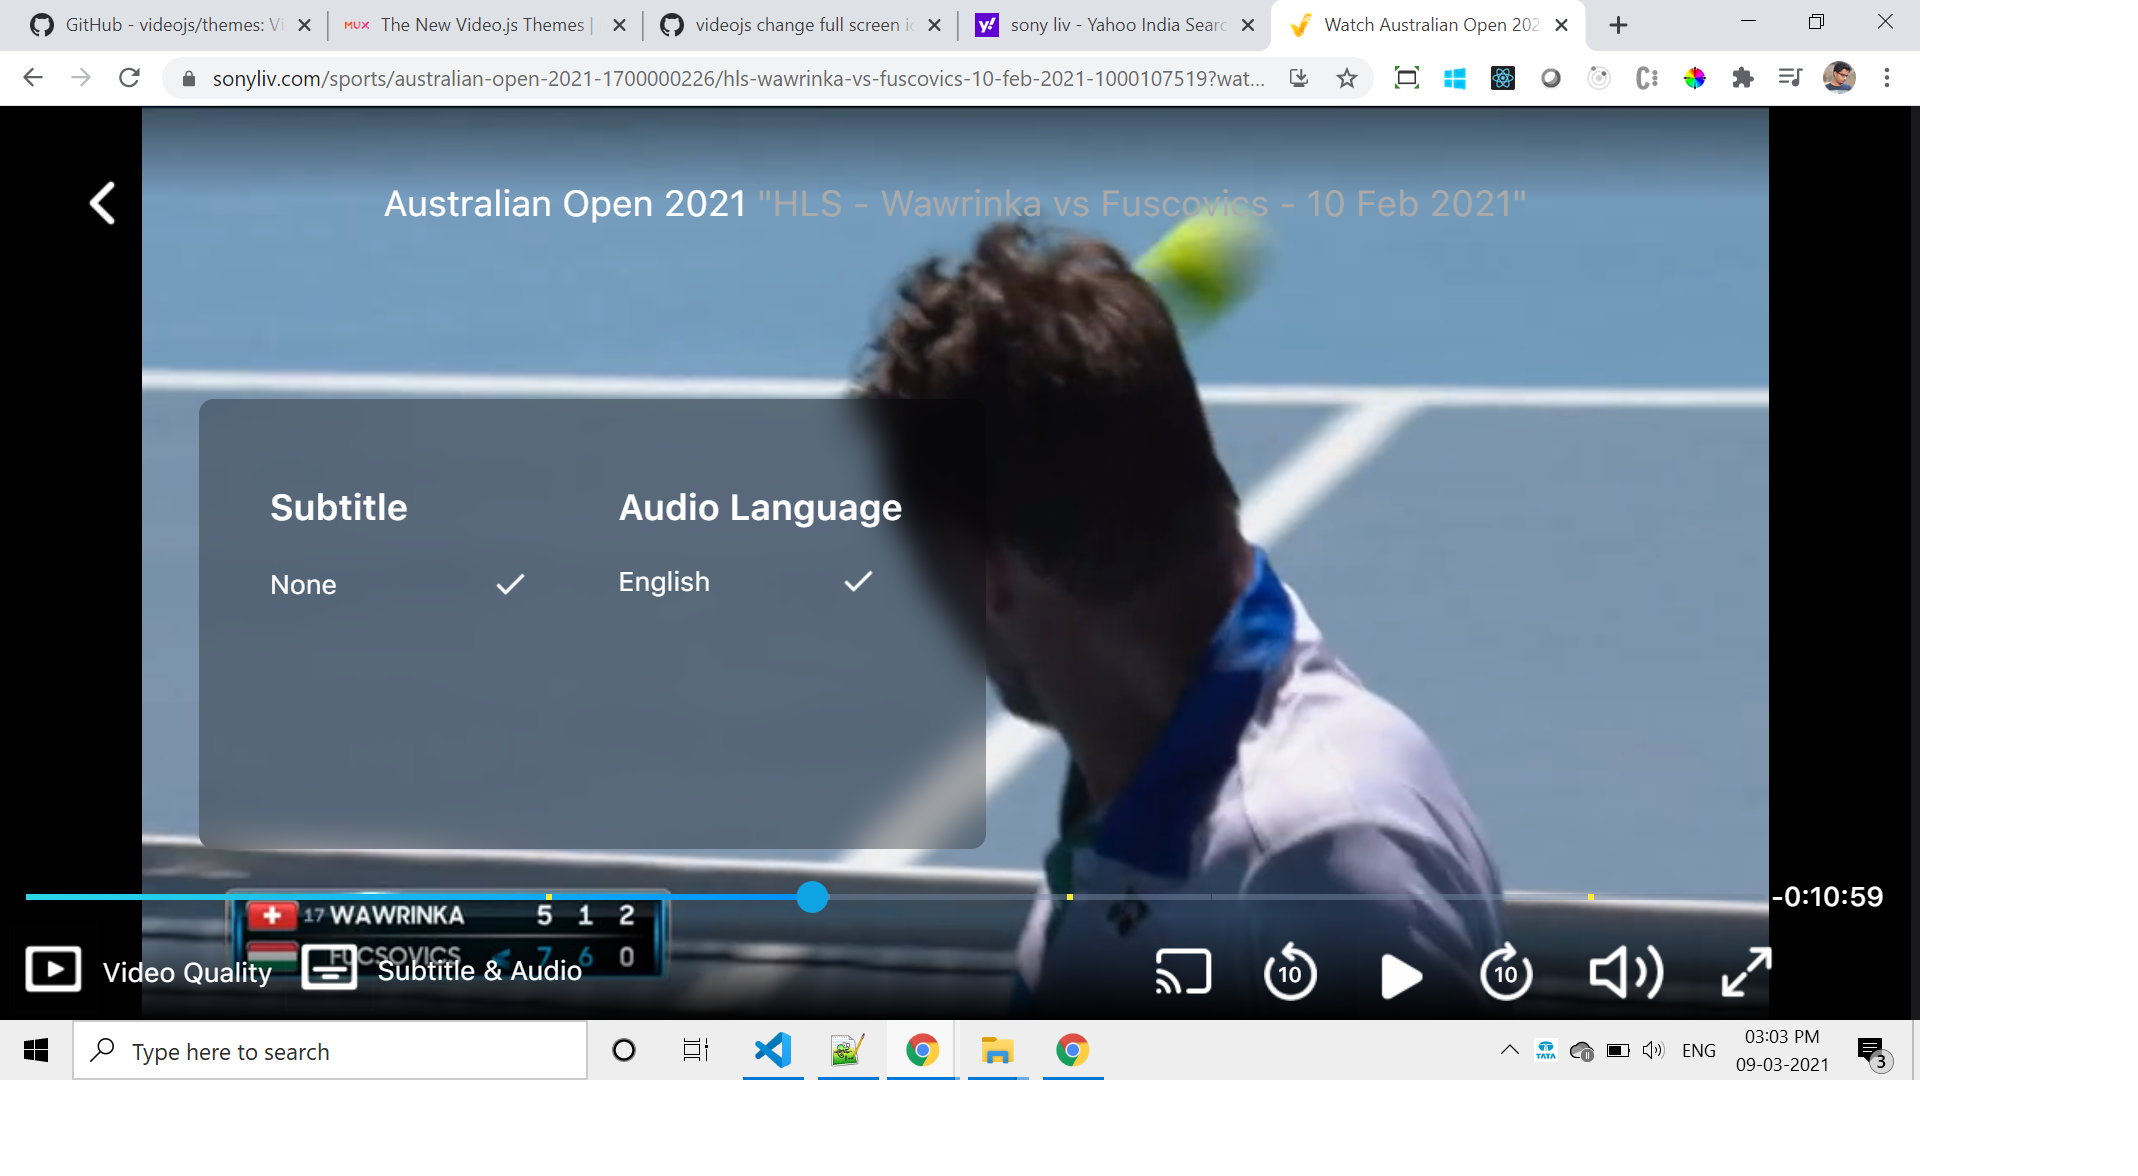 GitHub - videojs/themes: Vi
MUX The New Video.js Themes |
videojs change full screen ic
y! sony liv - Yahoo India Searc
Watch Australian Open 202
sonyliv.com/sports/australian-open-2021-1700000226/hls-wawrinka-vs-fuscovics-10-feb-2021-1000107519?wat...
Australian Open 2021 "HLS - Wawrinka vs Fuscovics - 10 Feb 2021"
Subtitle
None
Audio Language
English
-0:10:59
17 WAWRINKA 5 1 2
FUCSOVICS 7 6 0
Video Quality
Subtitle & Audio
10
10
Type here to search
TATA
ENG
03:03 PM
09-03-2021
3